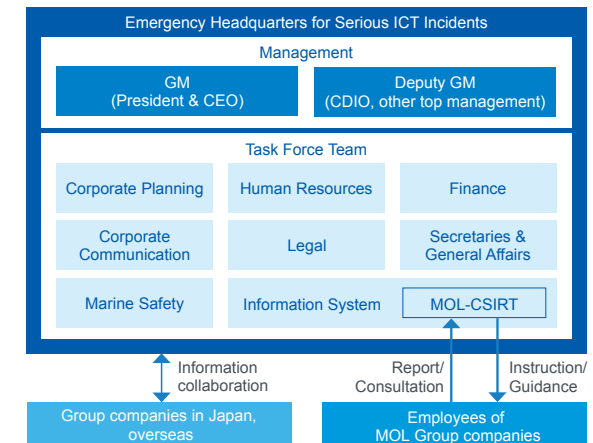 Emergency Headquarters for Serious ICT Incidents
Management
GM
(President & CEO)
Deputy GM
(CDIO, other top management)
Task Force Team
Corporate Planning
Human Resources
Finance
Corporate
Communication
Legal
Secretaries &
General Affairs
Marine Safety
Information System
MOL-CSIRT
Information
collaboration
Report/
Consultation
Instruction/
Guidance
Group companies in Japan,
overseas
Employees of
MOL Group companies